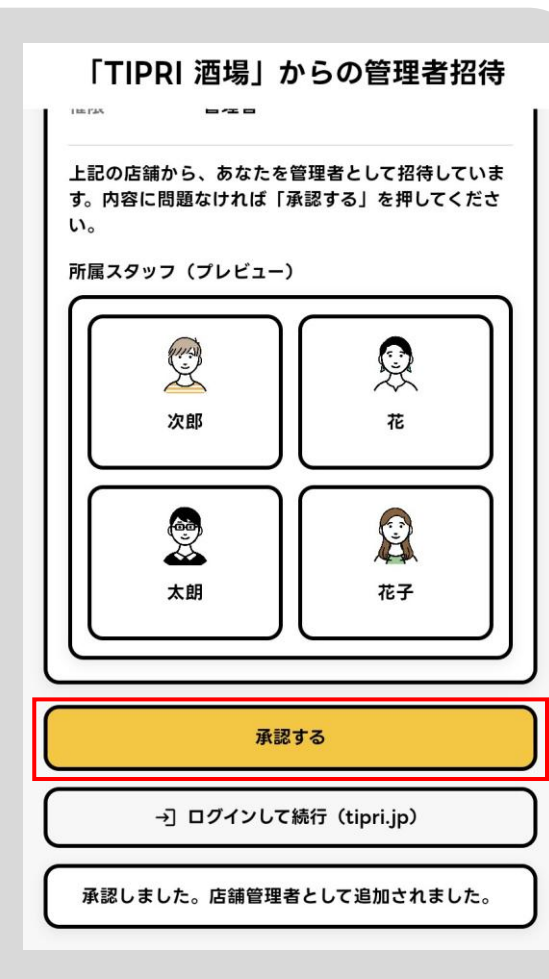 「TIPRI 酒場」からの管理者招待
上記の店舗から、あなたを管理者として招待していま
す。内容に問題なければ「承認する」を押してくださ
い。
所属スタッフ（プレビュー）
次郎
花
太朗
花子
承認する
ログインして続行（tipri.jp）
承認しました。店舗管理者として追加されました。